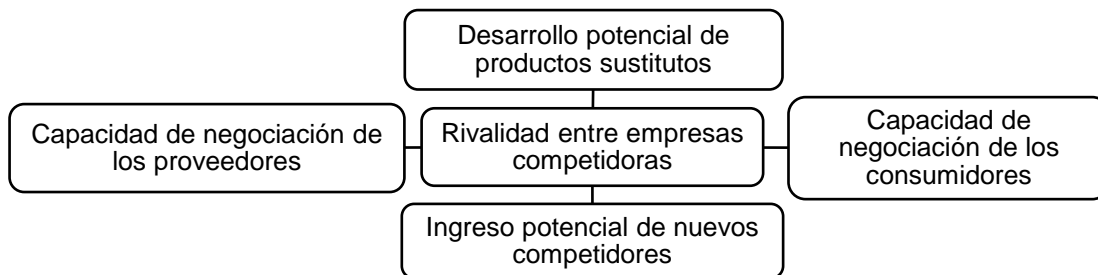 Desarrollo potencial de
productos sustitutos
Capacidad de negociación de
los proveedores
Rivalidad entre empresas
competidoras
Capacidad de
negociación de los
consumidores
Ingreso potencial de nuevos
competidores